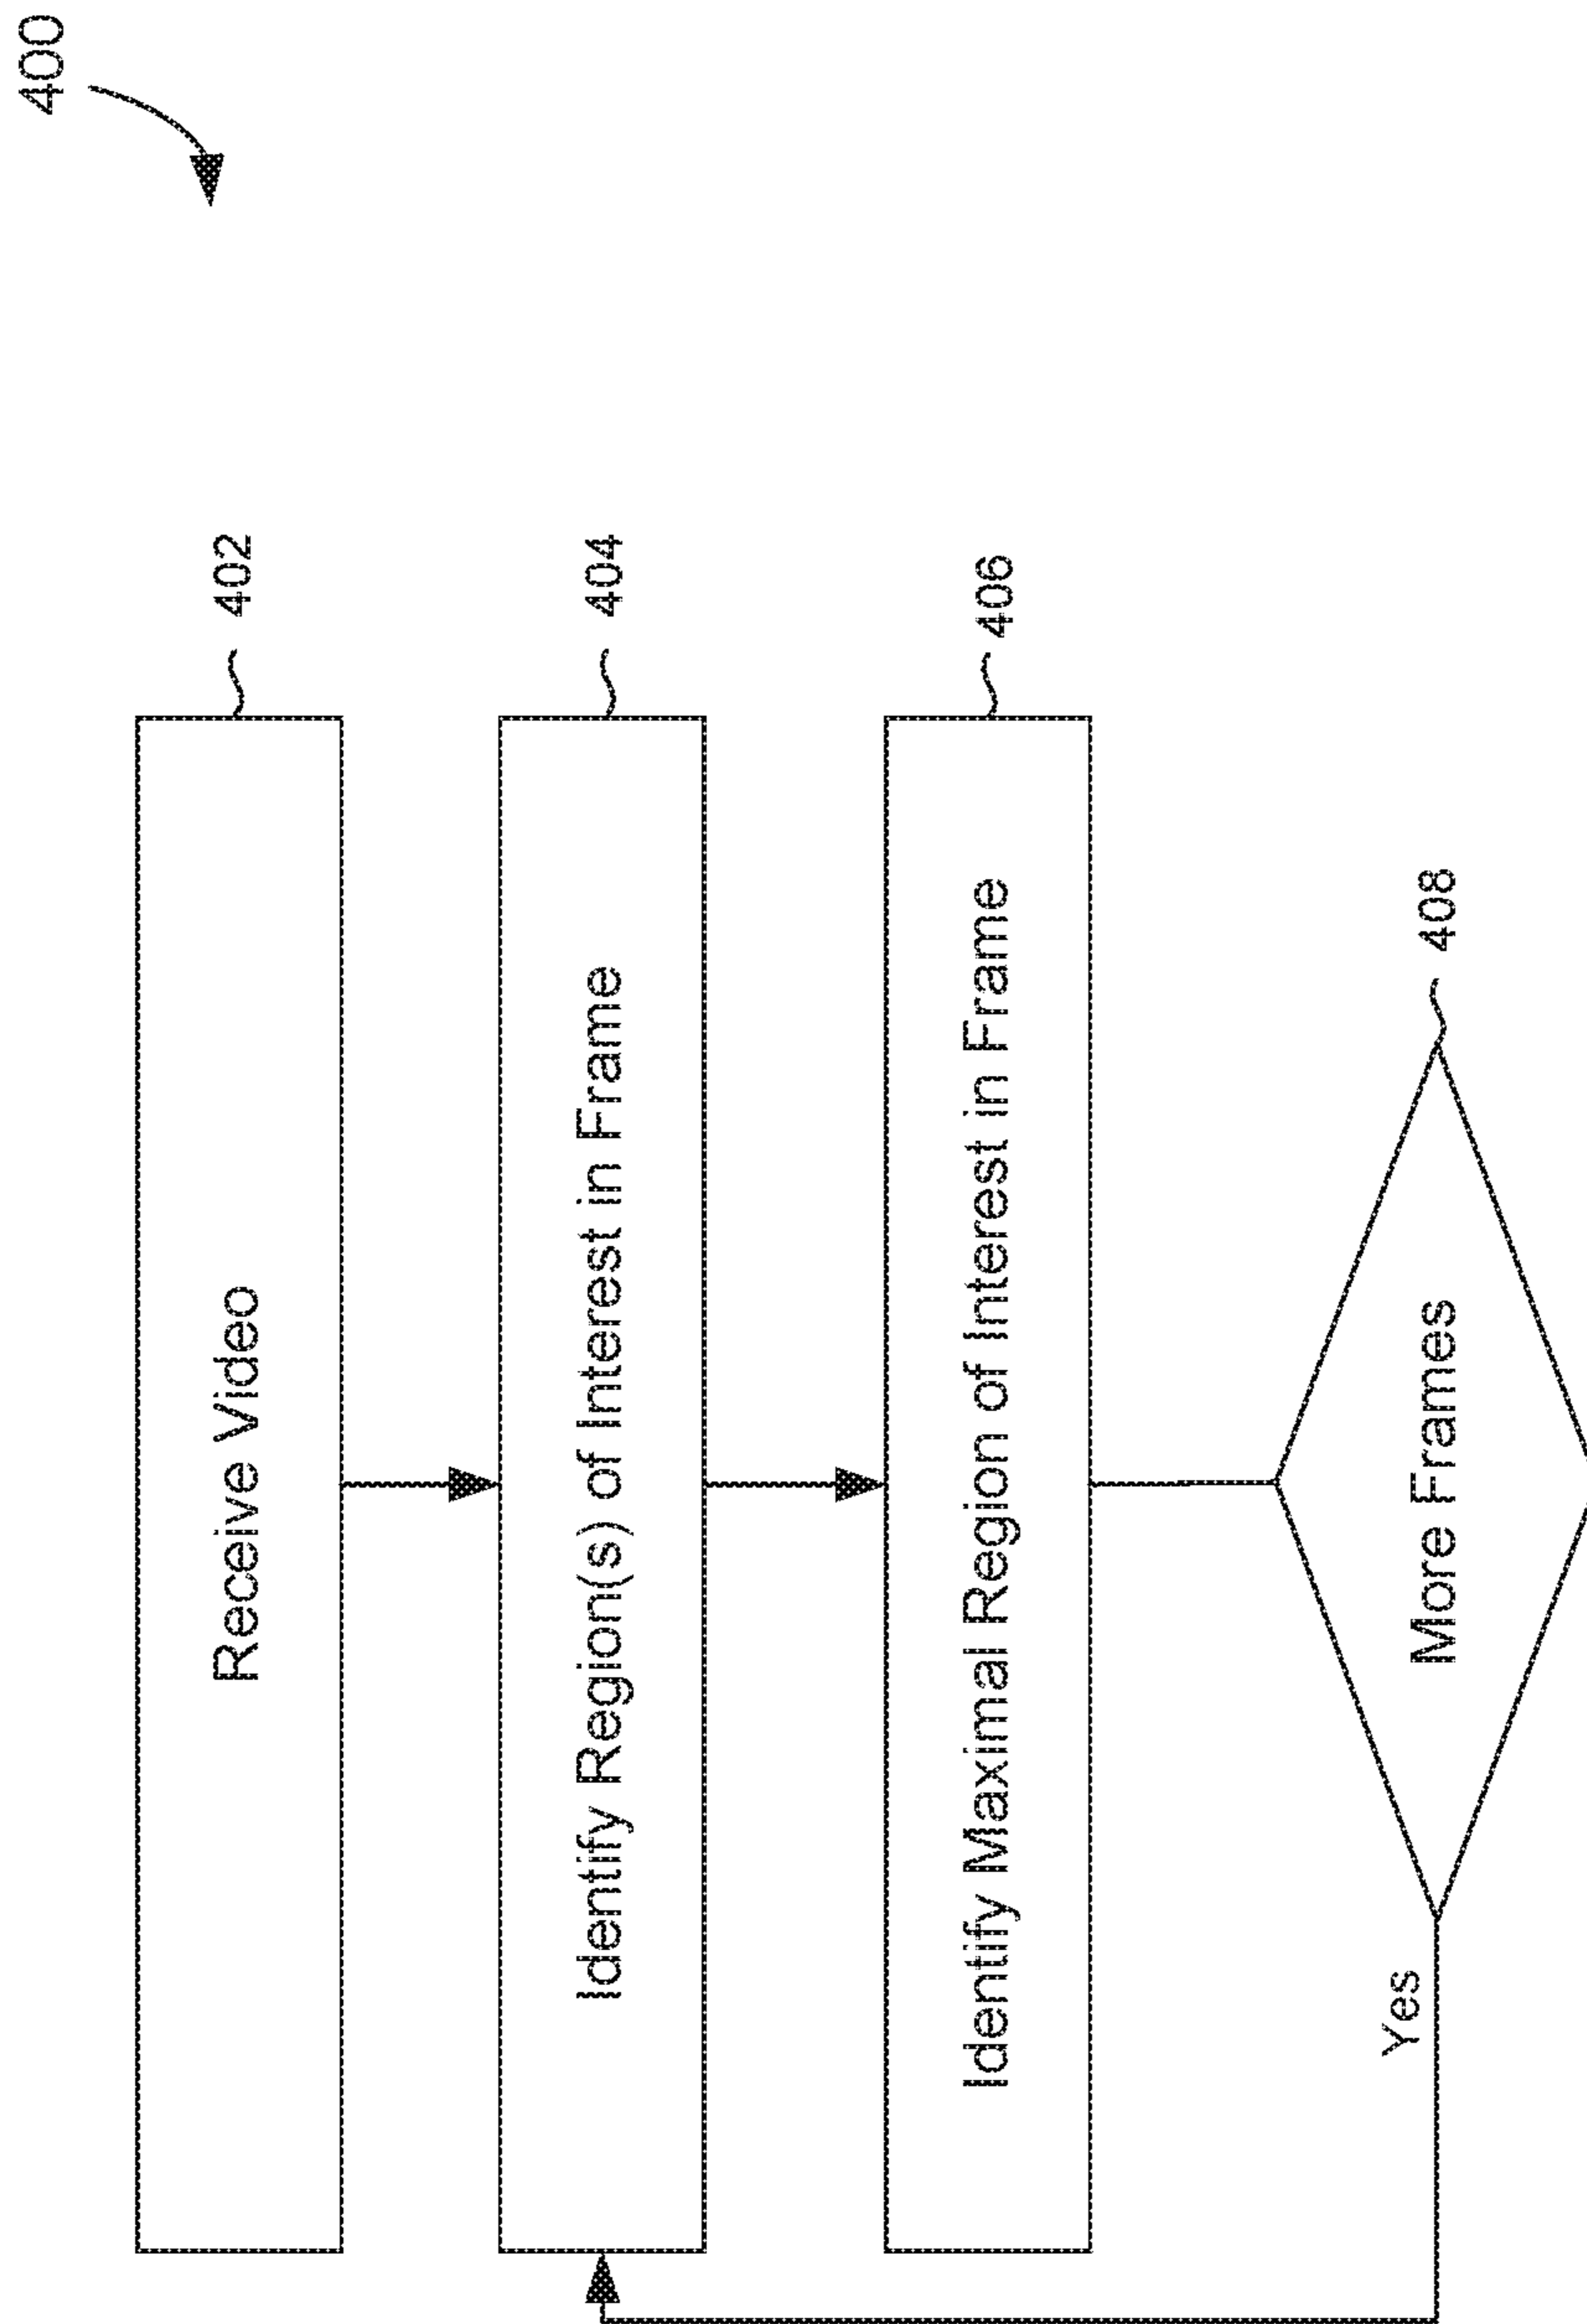 400
Receive Video
402
Identify Region(s) of Interest in Frame
404
Identify Maximal Region of Interest in Frame
406
More Frames
408
Yes